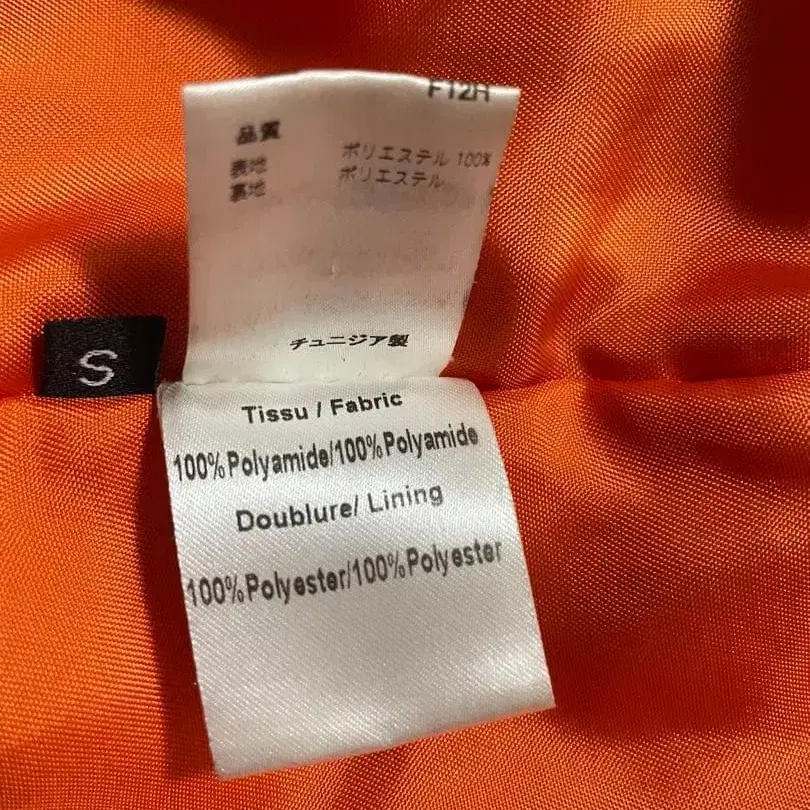 F12H
品質
表地 ポリエステル 100%
裏地 ポリエステル
チュニジア製
S
Tissu / Fabric
100%Polyamide/100%Polyamide
Doublure/ Lining
100%Polyester/100%Polyester